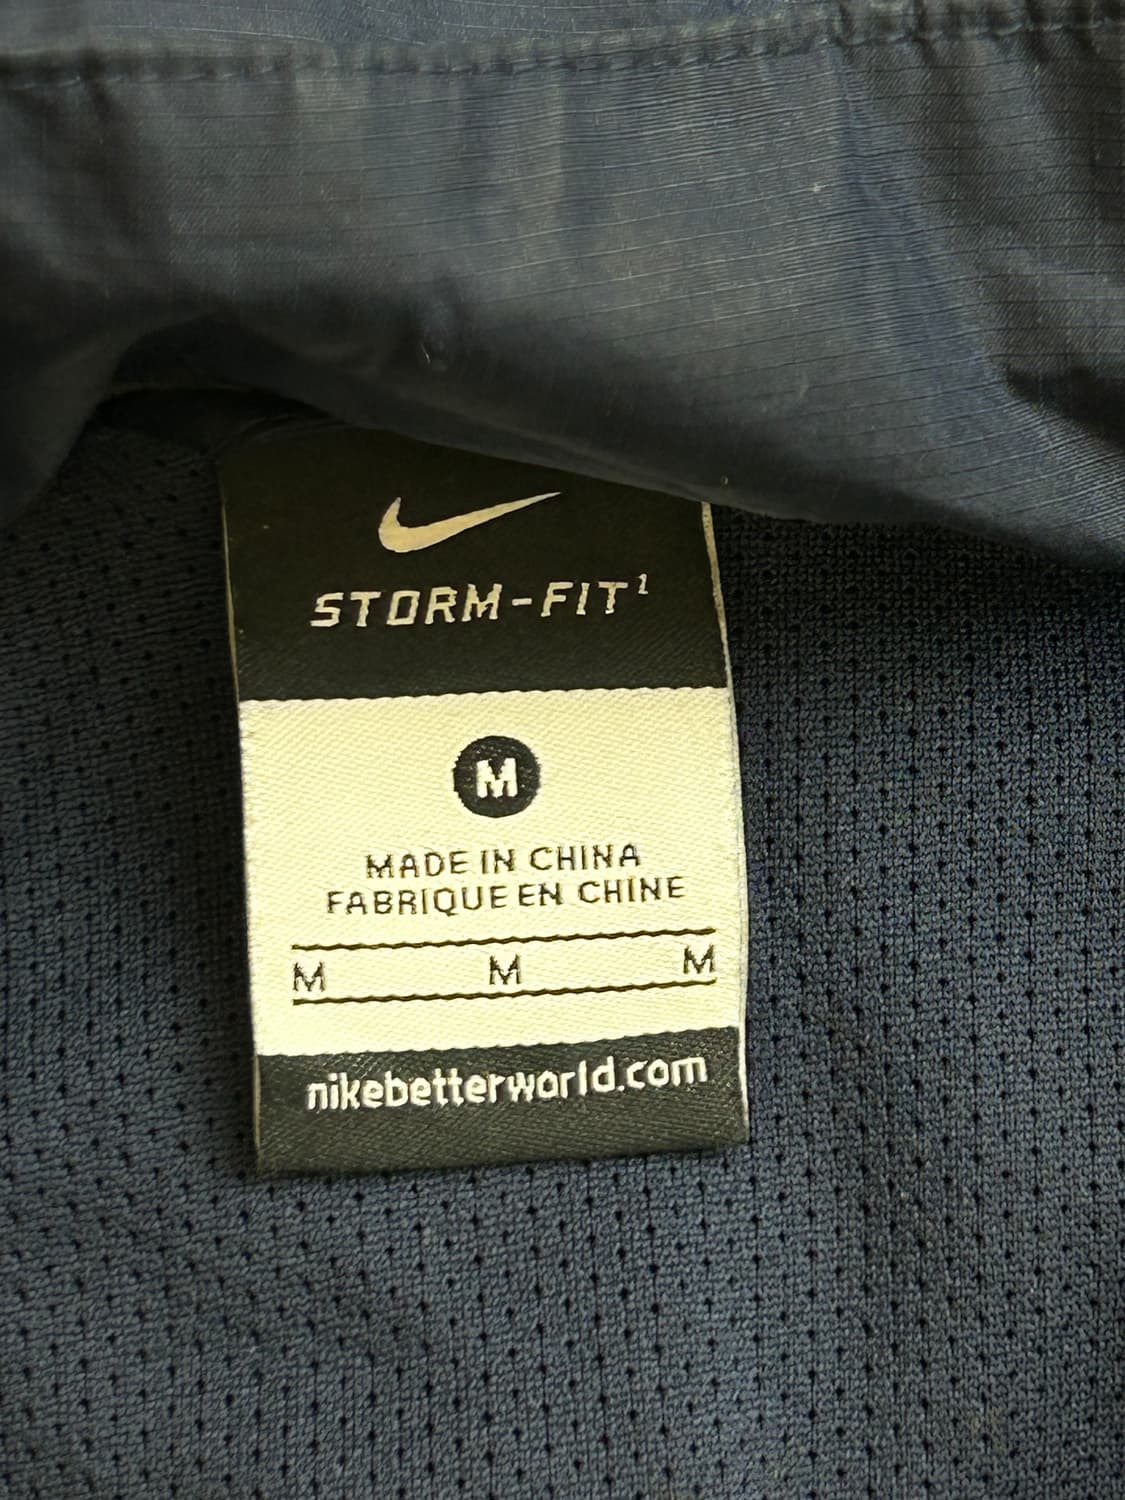 STORM-FIT¹
M
MADE IN CHINA
FABRIQUE EN CHINE
M M M
nikebetterworld.com